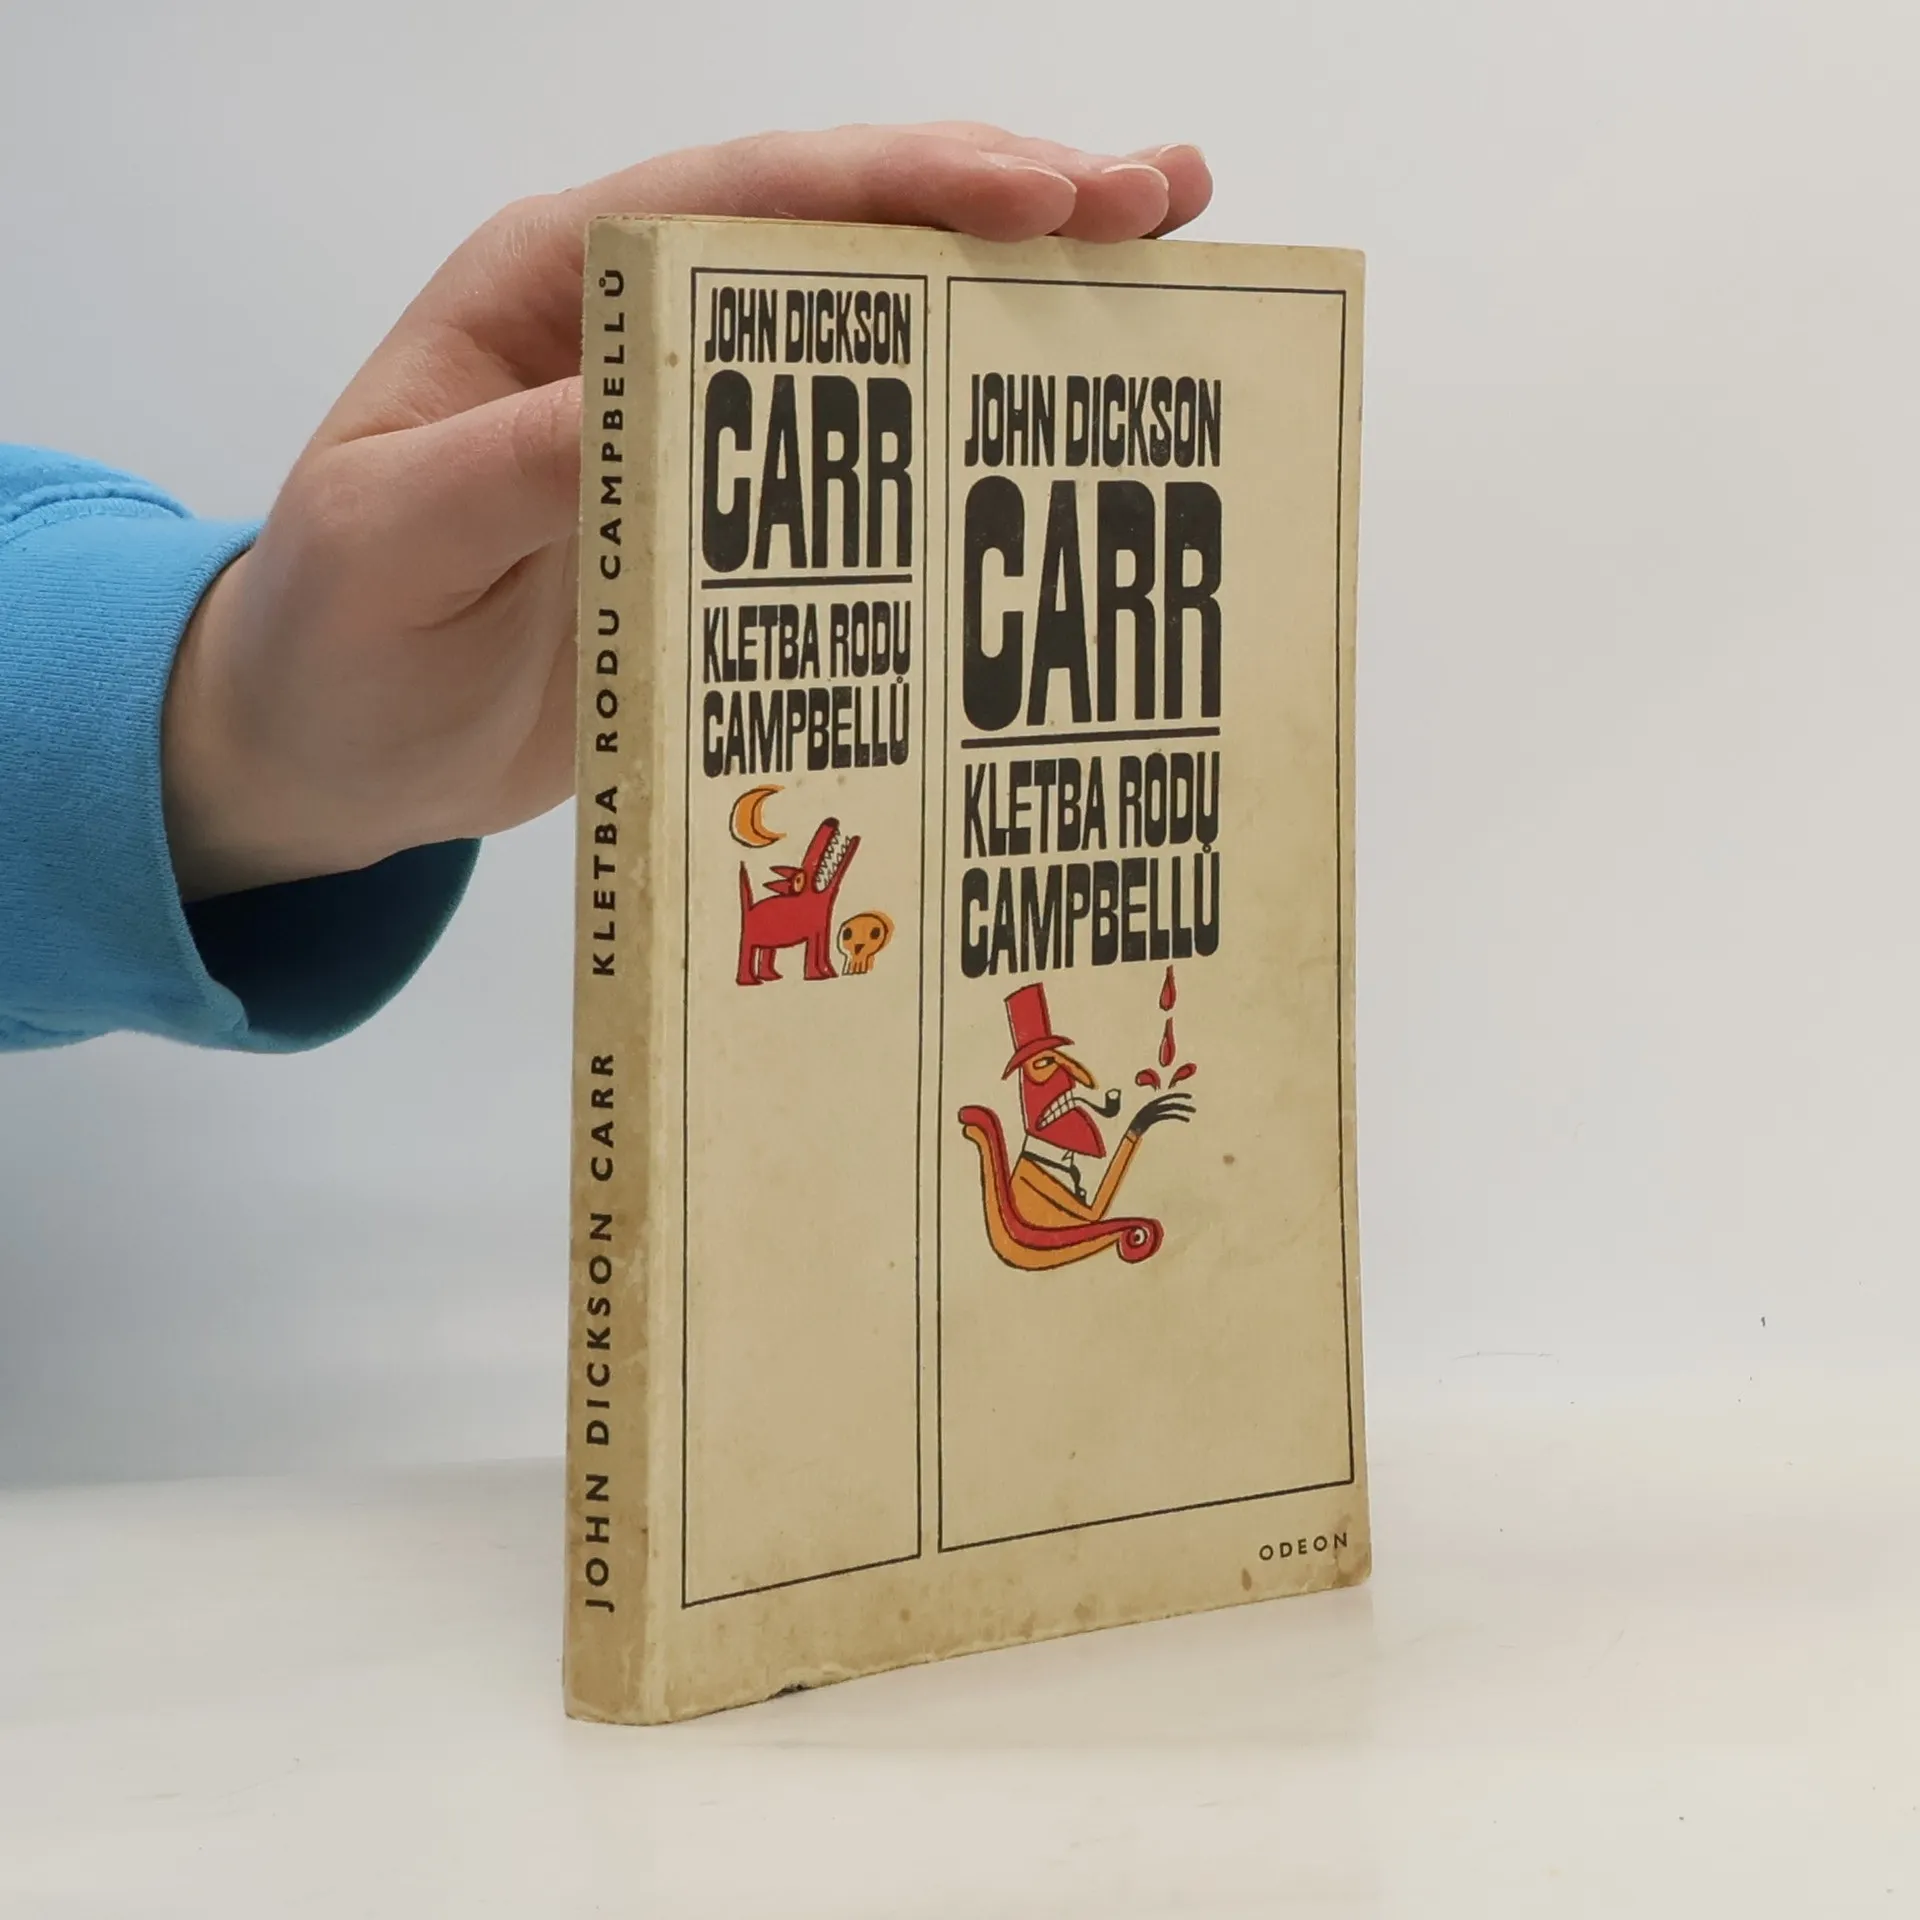 JOHN DICKSON CARR KLETBA RODU CAMPBELLŮ
JOHN DICKSON
CARR
KLETBA RODU
CAMPBELLŮ
JOHN DICKSON
CARR
KLETBA RODU
CAMPBELLŮ
ODEON